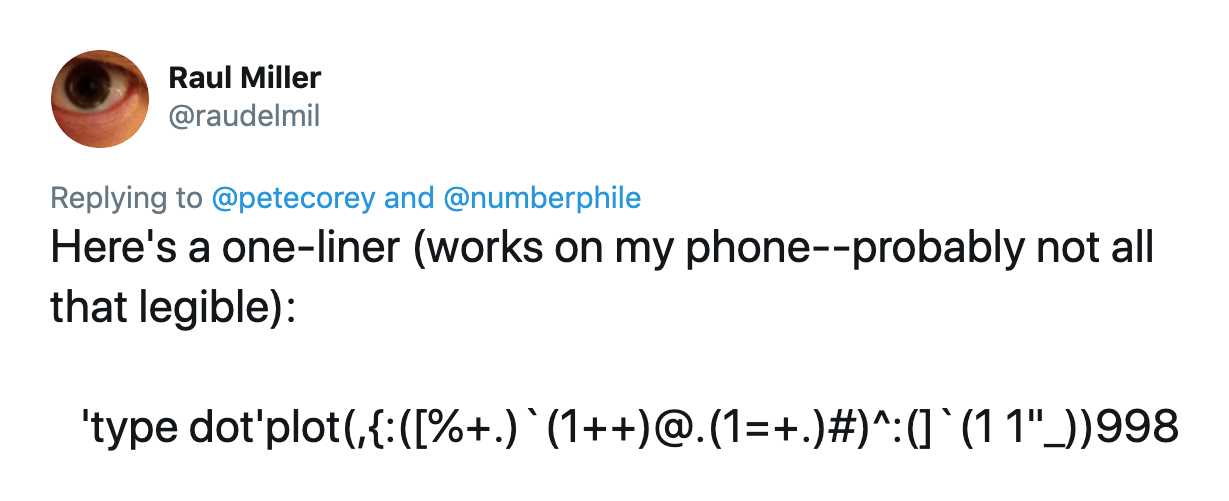 Raul Miller
@raudelmil
Replying to @petecorey and @numberphile
Here's a one-liner (works on my phone--probably not all
that legible):
'type dot'plot(,{:([%+.)`(1++)@.(1=+.)#)^:(]`(1 1"_))998